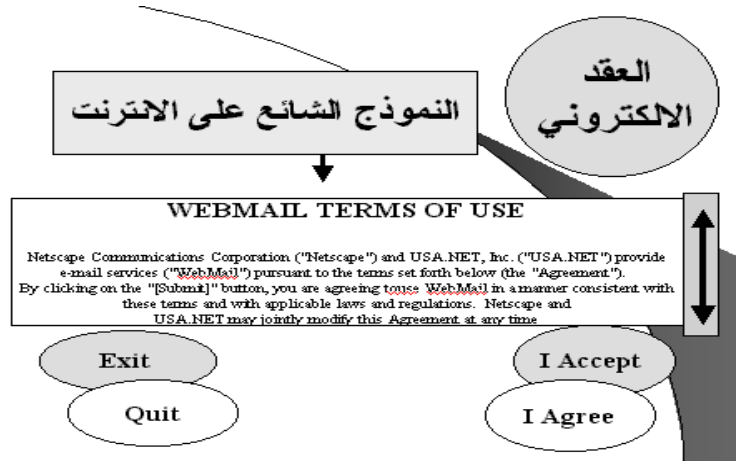 العقد
الالكتروني
النموذج الشائع على الانترنت
WEBMAIL TERMS OF USE
Netscape Communications Corporation ("Netscape") and USA.NET, Inc. ("USA.NET") provide
e-mail services ("WebMail") pursuant to the terms set forth below (the "Agreement").
By clicking on the "[Submit]" button, you are agreeing touse WebMail in a manner consistent with
these terms and with applicable laws and regulations. Netscape and
USA.NET may jointly modify this Agreement at any time
Exit
I Accept
Quit
I Agree